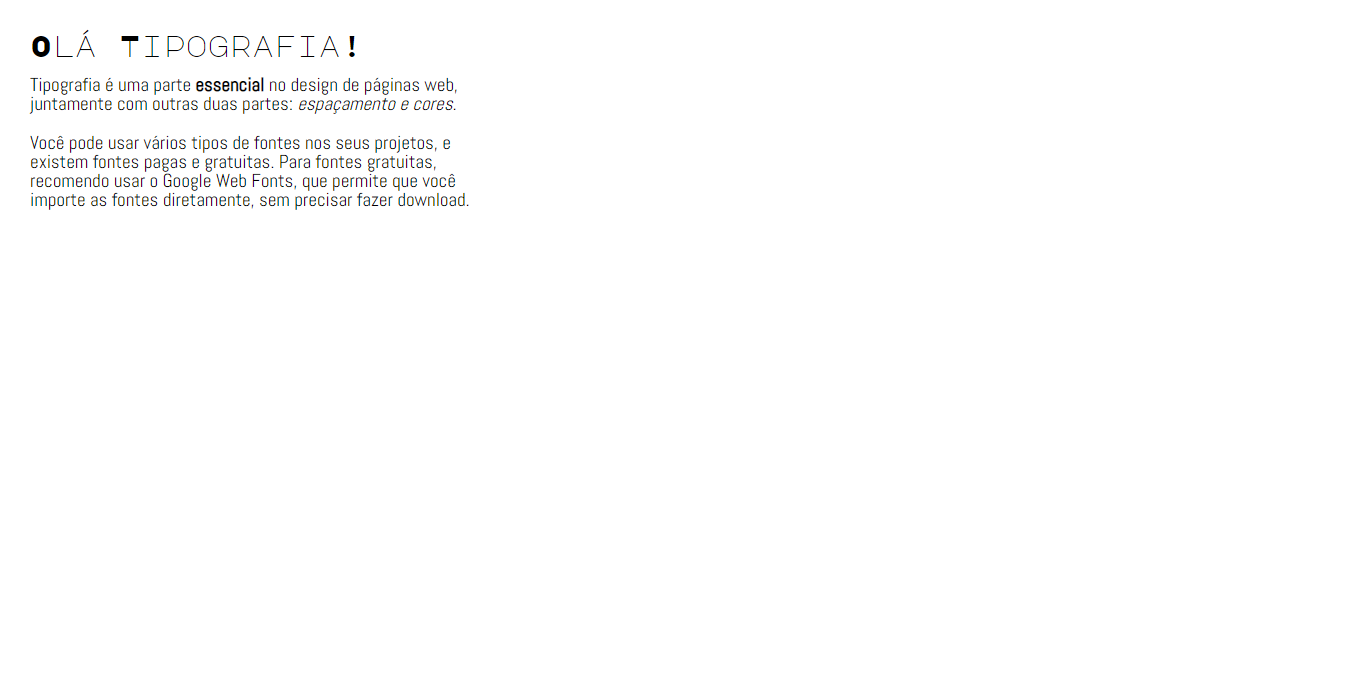 OLÁ TIPOGRAFIA!
Tipografia é uma parte essencial no design de páginas web,
juntamente com outras duas partes: espaçamento e cores.
Você pode usar vários tipos de fontes nos seus projetos, e
existem fontes pagas e gratuitas. Para fontes gratuitas,
recomendo usar o Google Web Fonts, que permite que você
importe as fontes diretamente, sem precisar fazer download.